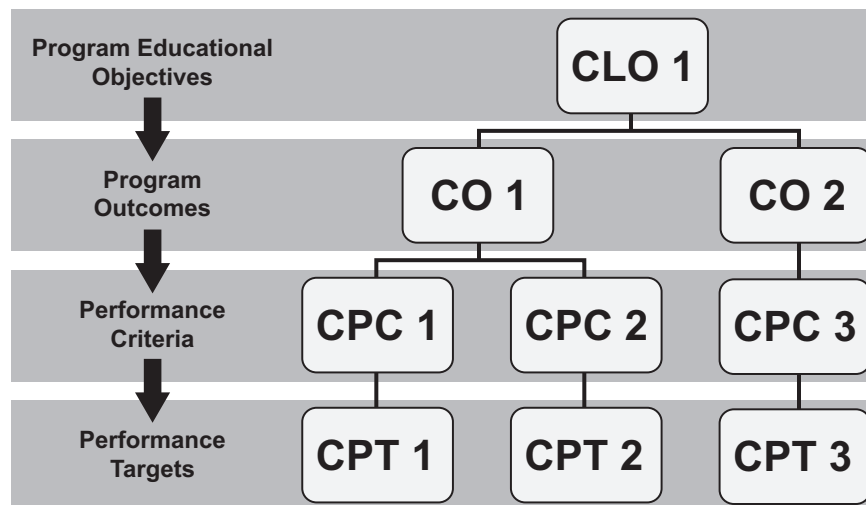 Program Educational
Objectives
CLO 1
Program
Outcomes
CO 1
CO 2
Performance
Criteria
CPC 1
CPC 2
CPC 3
Performance
Targets
CPT 1
CPT 2
CPT 3